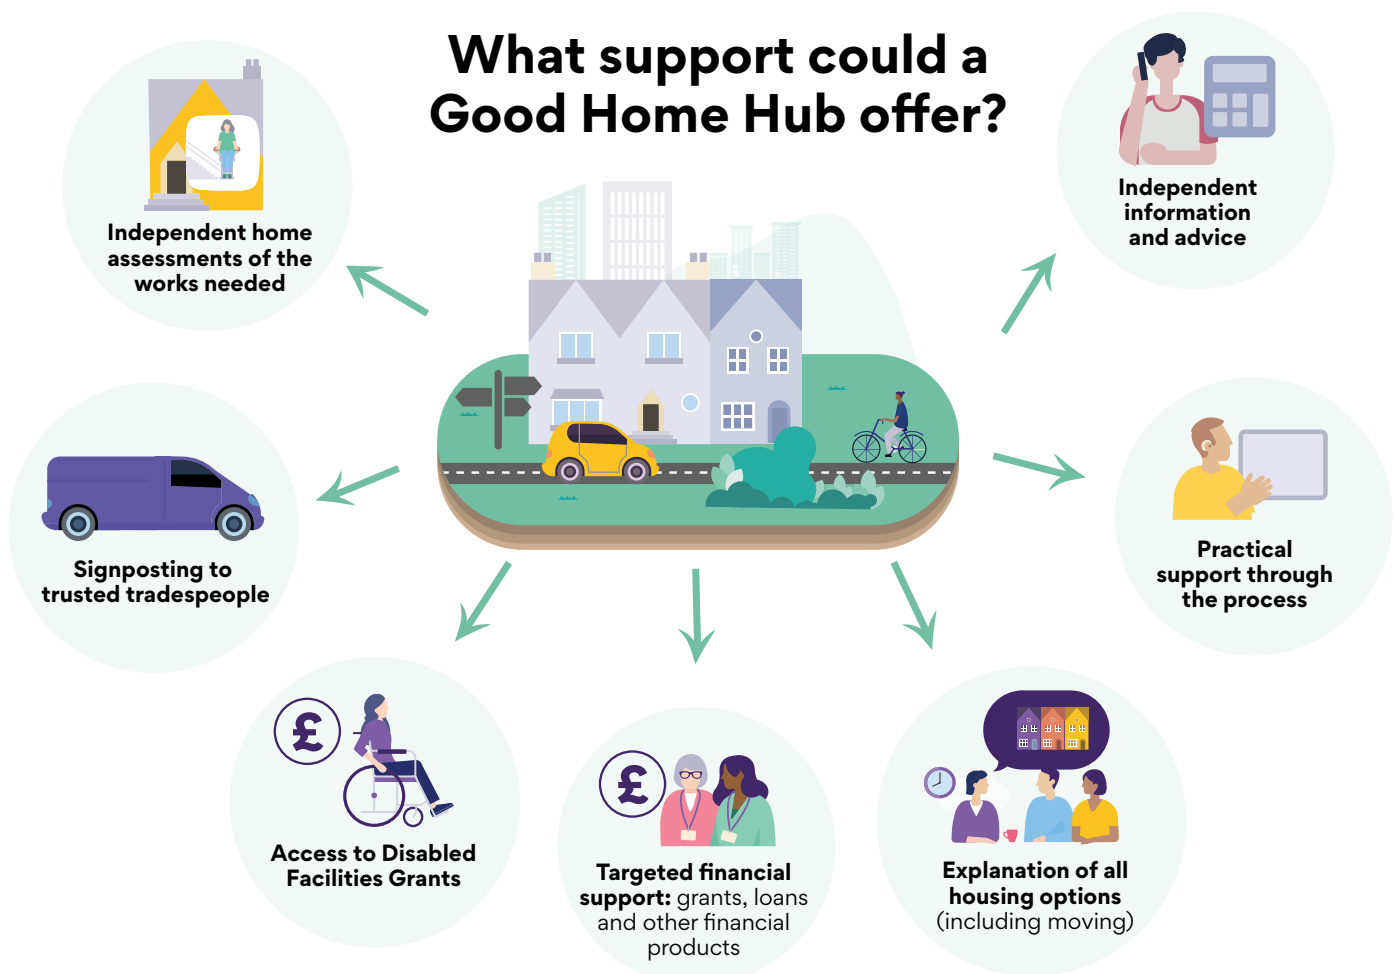 What support could a
Good Home Hub offer?
Independent home
assessments of the
works needed
Independent
information
and advice
Signposting to
trusted tradespeople
Practical
support through
the process
£
Access to Disabled
Facilities Grants
£
Targeted financial
support: grants, loans
and other financial
products
Explanation of all
housing options
(including moving)